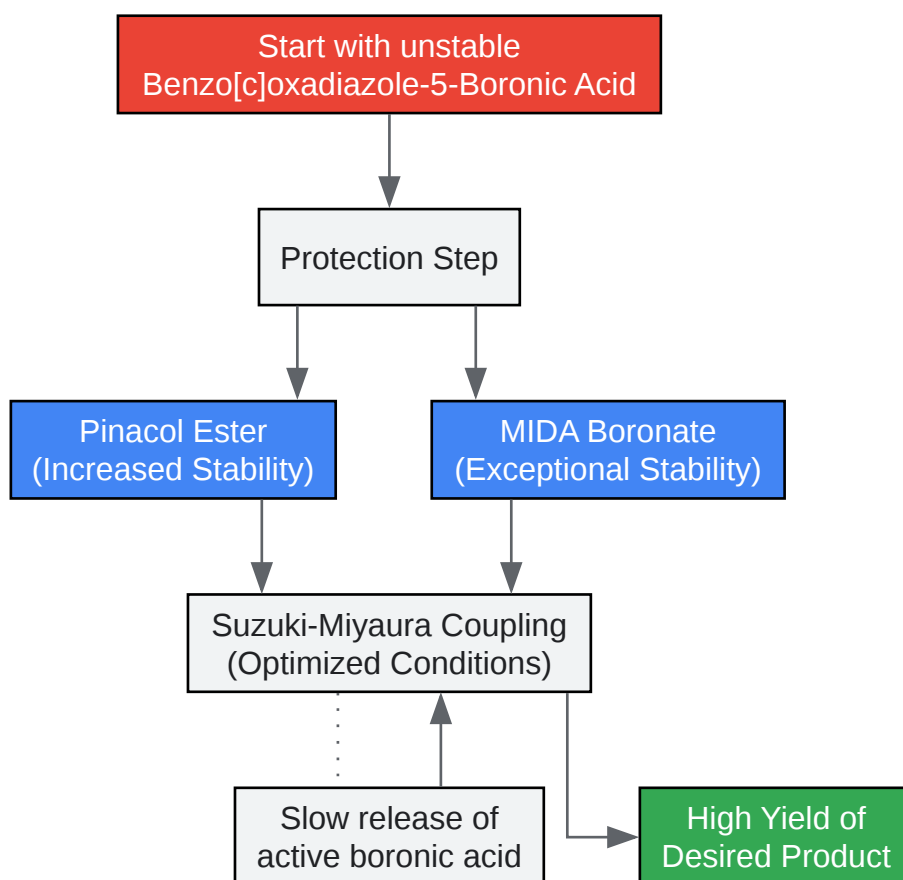 Start with unstable
Benzo[c]oxadiazole-5-Boronic Acid
Protection Step
Pinacol Ester
(Increased Stability)
MIDA Boronate
(Exceptional Stability)
Suzuki-Miyaura Coupling
(Optimized Conditions)
Slow release of
active boronic acid
High Yield of
Desired Product